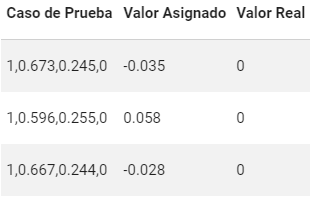 Caso de Prueba Valor Asignado Valor Real
1,0.673,0.245,0 -0.035 0
1,0.596,0.255,0 0.058 0
1,0.667,0.244,0 -0.028 0